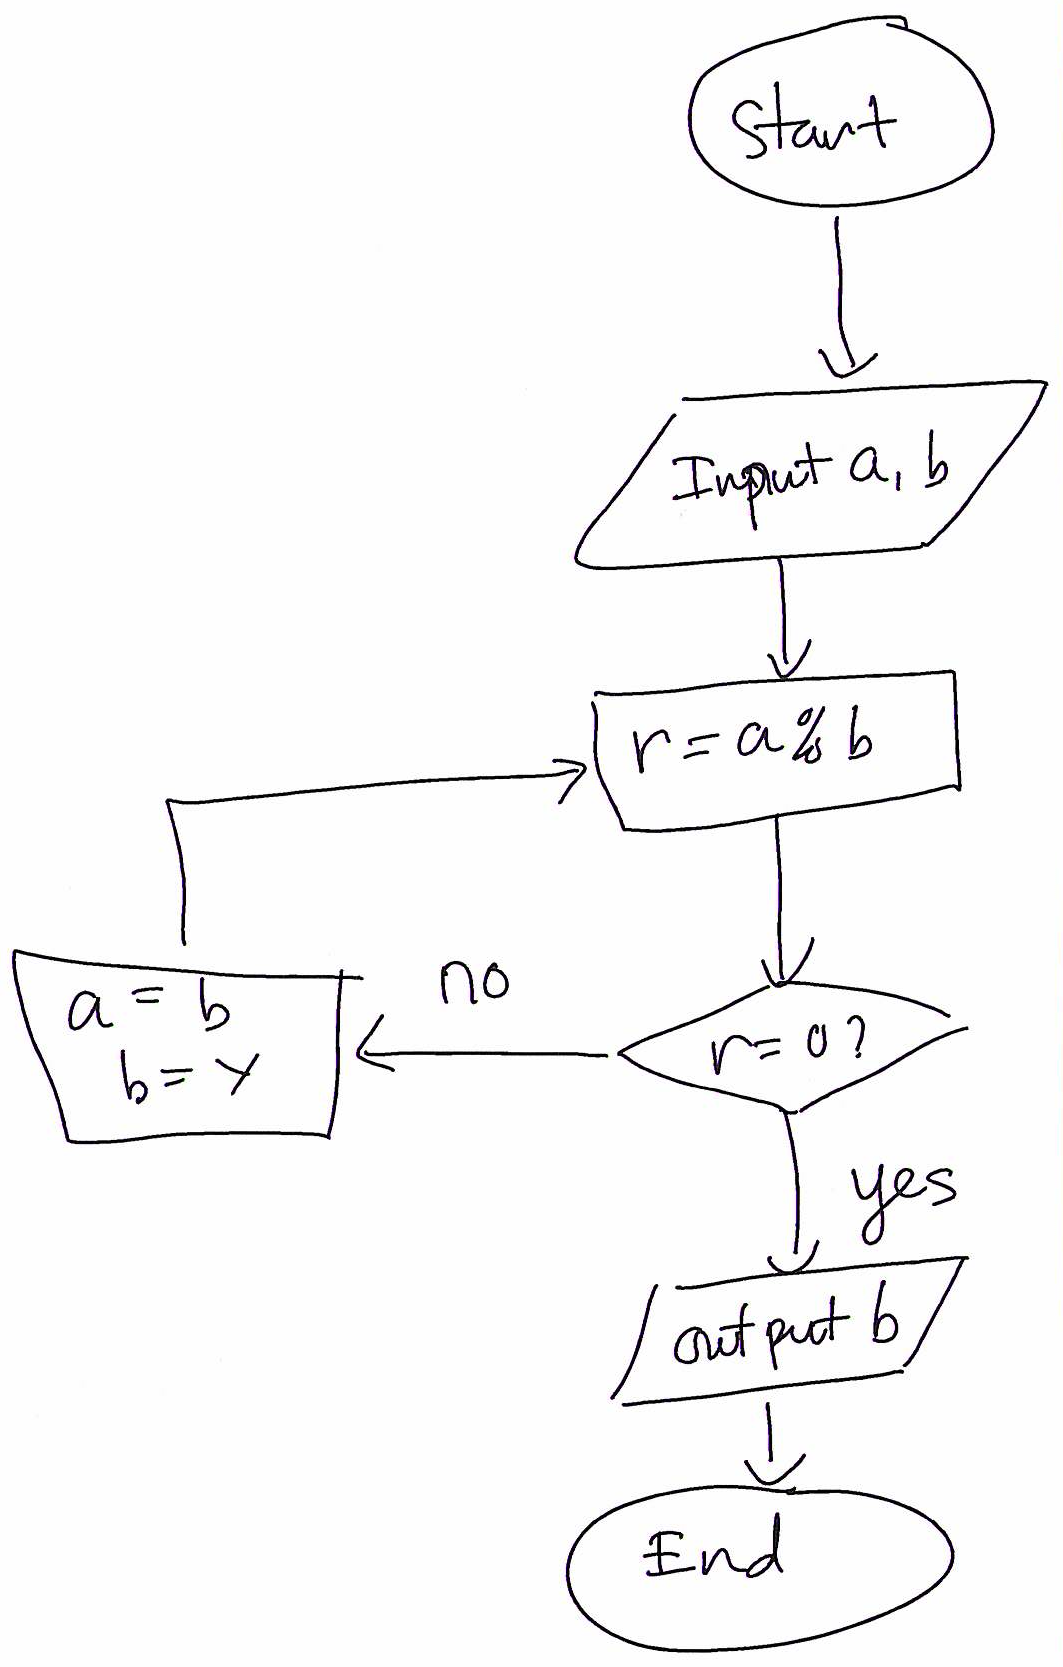 Start
Input a, b
r = a % b
no
a = b
b = r
r = 0 ?
yes
output b
End